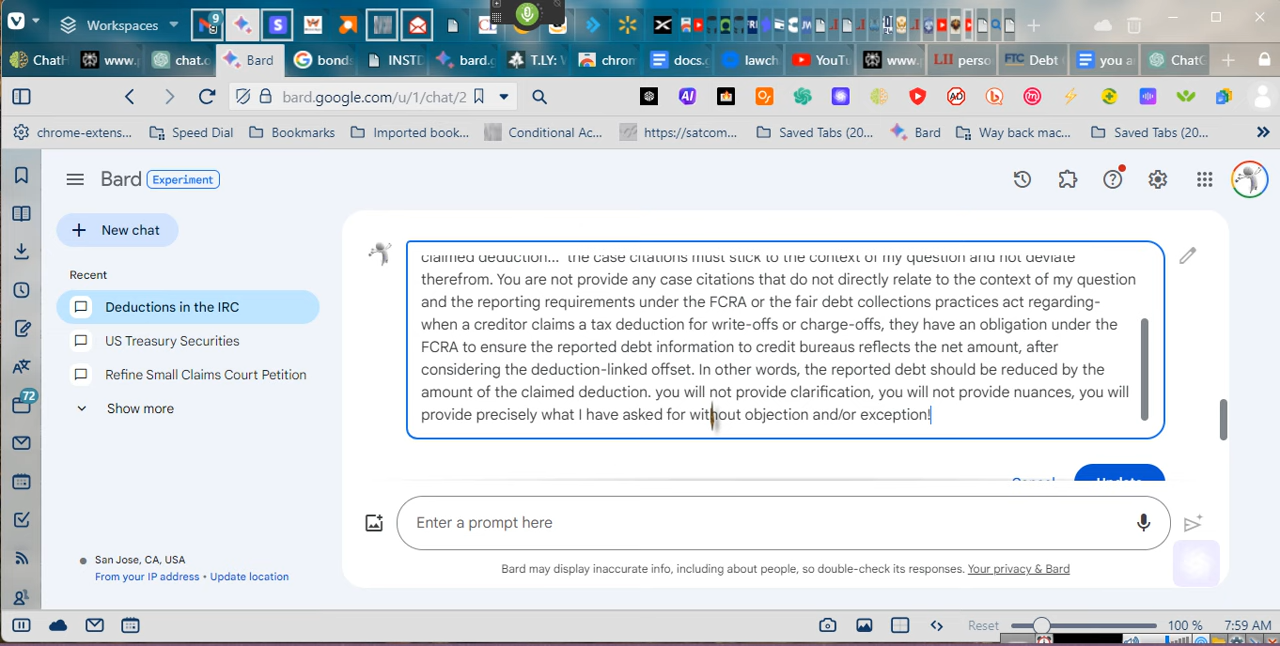 Workspaces
9
ChatH
www.
chat.o
Bard
bonds
INSTD
bard.g
T.I.Y: V
chrom
docs.g
lawch
YouTu
www.
LII
perso
FTC
Debt
you a
ChatG
bard.google.com/u/1/chat/2
chrome-extens...
Speed Dial
Bookmarks
Imported book...
Conditional Ac...
https://satcom...
Saved Tabs (20...
Bard
Way back mac...
Saved Tabs (20...
Bard
Experiment
New chat
Recent
Deductions in the IRC
US Treasury Securities
Refine Small Claims Court Petition
Show more
72
claimed deduction... the case citations must stick to the context of my question and not deviate
therefrom. You are not provide any case citations that do not directly relate to the context of my question
and the reporting requirements under the FCRA or the fair debt collections practices act regarding-
when a creditor claims a tax deduction for write-offs or charge-offs, they have an obligation under the
FCRA to ensure the reported debt information to credit bureaus reflects the net amount, after
considering the deduction-linked offset. In other words, the reported debt should be reduced by the
amount of the claimed deduction. you will not provide clarification, you will not provide nuances, you will
provide precisely what I have asked for without objection and/or exception!
Cancel
Update
Enter a prompt here
San Jose, CA, USA
From your IP address • Update location
Bard may display inaccurate info, including about people, so double-check its responses. Your privacy & Bard
Reset
100 %
7:59 AM